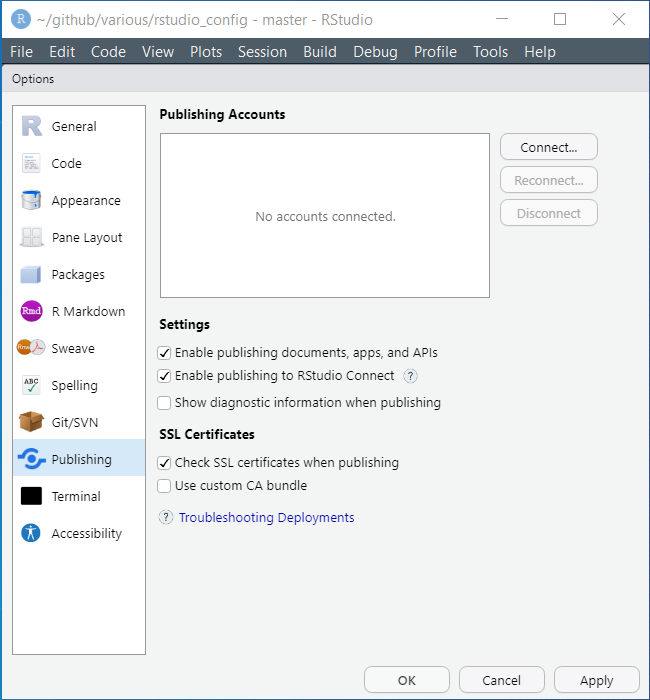 R ~/github/various/rstudio_config - master - RStudio
File Edit Code View Plots Session Build Debug Profile Tools Help
Options
R General
Code
Appearance
Pane Layout
Packages
Rmd R Markdown
Rnw Sweave
ABC Spelling
Git/SVN
Publishing
Terminal
Accessibility
Publishing Accounts
No accounts connected.
Connect...
Reconnect...
Disconnect
Settings
Enable publishing documents, apps, and APIs
Enable publishing to RStudio Connect ?
Show diagnostic information when publishing
SSL Certificates
Check SSL certificates when publishing
Use custom CA bundle
? Troubleshooting Deployments
OK Cancel Apply